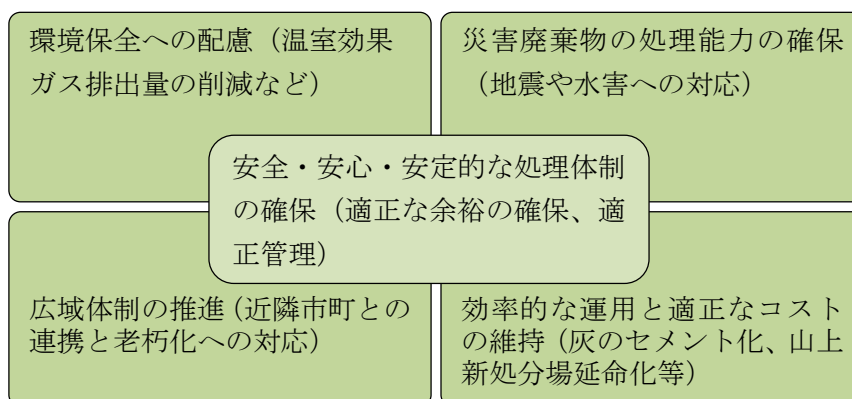 環境保全への配慮（温室効果
ガス排出量の削減など）
災害廃棄物の処理能力の確保
（地震や水害への対応）
安全・安心・安定的な処理体制
の確保（適正な余裕の確保、適
正管理）
広域体制の推進（近隣市町との
連携と老朽化への対応）
効率的な運用と適正なコスト
の維持（灰のセメント化、山上
新処分場延命化等）